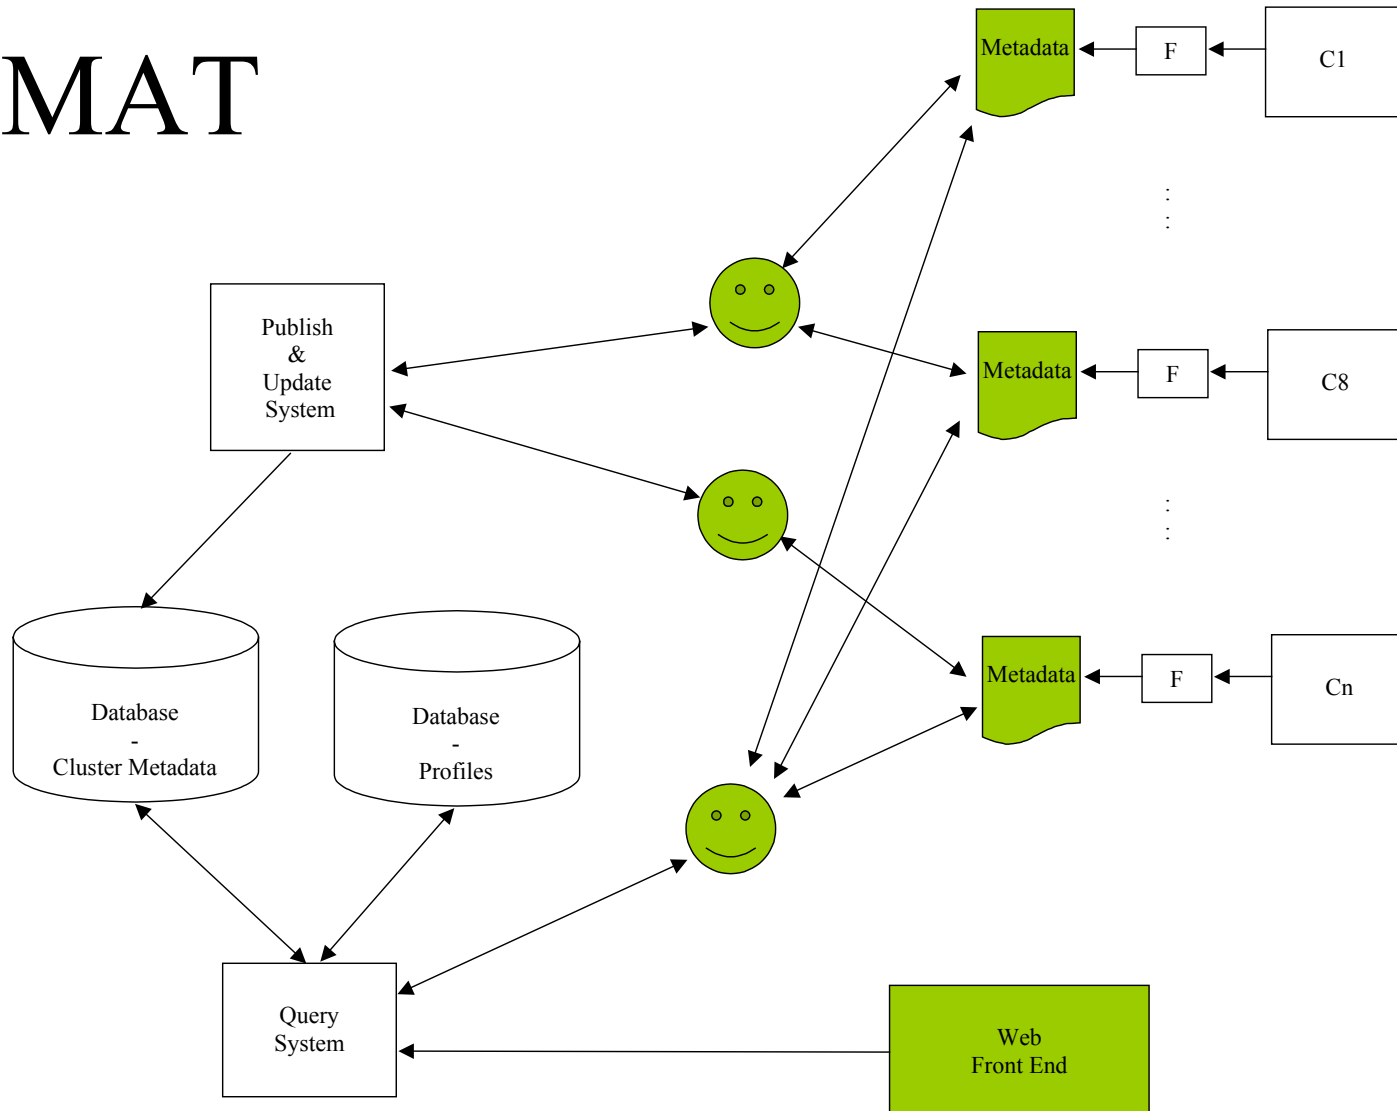 MAT
Metadata
F
C1
Publish
&
Update
System
Metadata
F
C8
Metadata
F
Cn
Database
-
Cluster Metadata
Database
-
Profiles
Query
System
Web
Front End